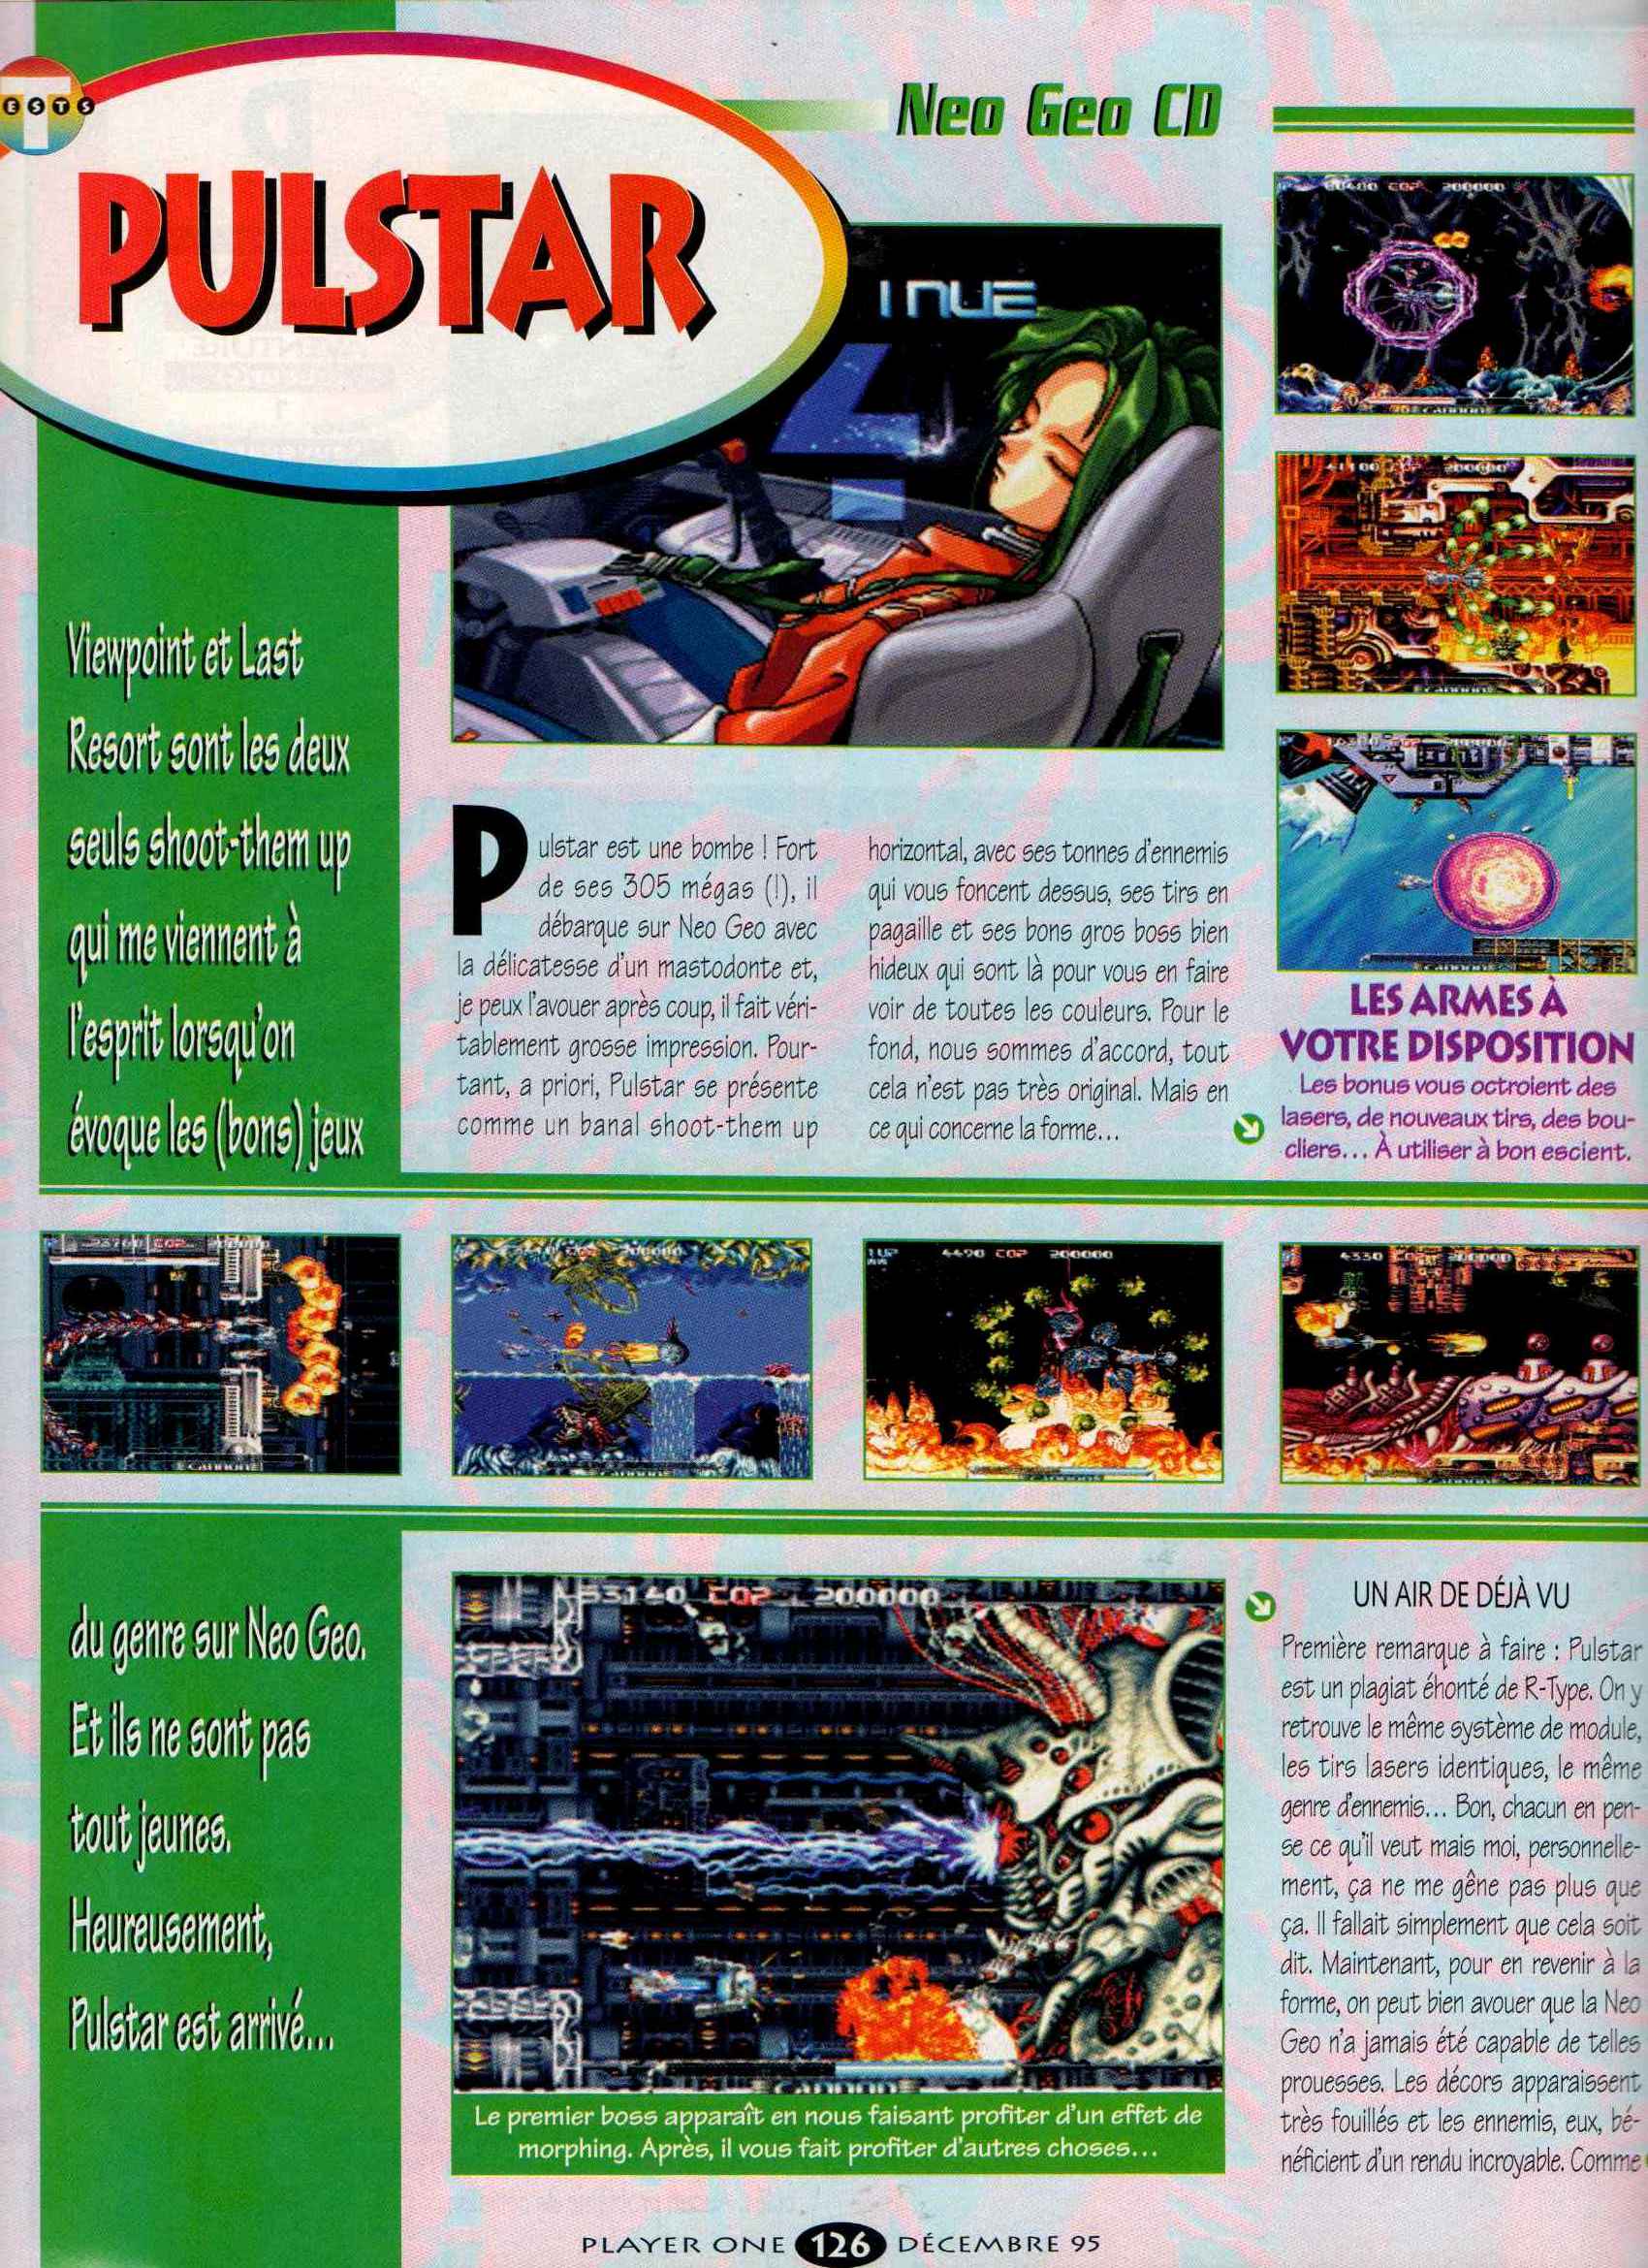 TESTS
PULSTAR
Neo Geo CD
INUE
Viewpoint et Last
Resort sont les deux
seuls shoot-them up
qui me viennent à
l'esprit lorsqu'on
évoque les (bons) jeux
du genre sur Neo Geo.
Et ils ne sont pas
tout jeunes.
Heureusement,
Pulstar est arrivé...
Pulstar est une bombe ! Fort
de ses 305 mégas (!), il
débarque sur Neo Geo avec
la délicatesse d'un mastodonte et,
je peux l'avouer après coup, il fait véri-
tablement grosse impression. Pour-
tant, a priori, Pulstar se présente
comme un banal shoot-them up
horizontal, avec ses tonnes d'ennemis
qui vous foncent dessus, ses tirs en
pagaille et ses bons gros boss bien
hideux qui sont là pour vous en faire
voir de toutes les couleurs. Pour le
fond, nous sommes d'accord, tout
cela n'est pas très original. Mais en
ce qui concerne la forme...
200000
200000
LES ARMES À
VOTRE DISPOSITION
Les bonus vous octroient des
lasers, de nouveaux tirs, des bou-
cliers... À utiliser à bon escient.
1UP 4490 TOP 200000
4330 TOP 200000
53140 TOP 200000
Le premier boss apparaît en nous faisant profiter d'un effet de
morphing. Après, il vous fait profiter d'autres choses...
UN AIR DE DÉJÀ VU
Première remarque à faire : Pulstar
est un plagiat éhonté de R-Type. On y
retrouve le même système de module,
les tirs lasers identiques, le même
genre d'ennemis... Bon, chacun en pen-
se ce qu'il veut mais moi, personnelle-
ment, ça ne me gêne pas plus que
ça. Il fallait simplement que cela soit
dit. Maintenant, pour en revenir à la
forme, on peut bien avouer que la Neo
Geo n'a jamais été capable de telles
prouesses. Les décors apparaissent
très fouillés et les ennemis, eux, bé-
néficient d'un rendu incroyable. Comme
PLAYER ONE 126 DÉCEMBRE 95